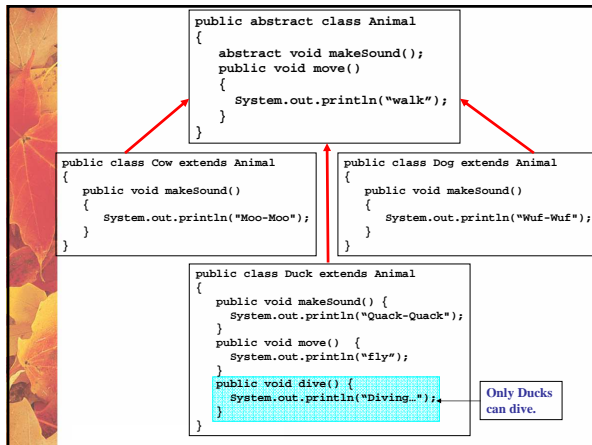 public abstract class Animal
{
abstract void makeSound();
public void move()
{
System.out.println(“walk”);
}
}
public class Cow extends Animal
{
public void makeSound()
{
System.out.println("Moo-Moo");
}
}
public class Dog extends Animal
{
public void makeSound()
{
System.out.println(“Wuf-Wuf");
}
}
public class Duck extends Animal
{
public void makeSound() {
System.out.println(“Quack-Quack");
}
public void move()  {
System.out.println(“fly”);
}
public void dive() {
System.out.println(“Diving…");
}
}
Only Ducks
can dive.